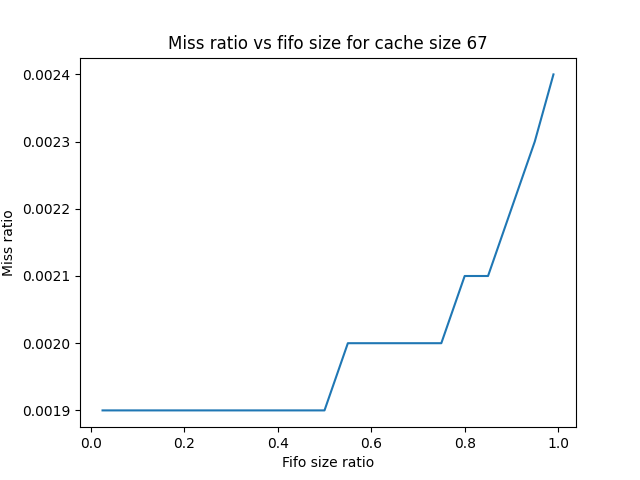 Miss ratio vs fifo size for cache size 67
0.0024
0.0023
0.0022
0.0021
0.0020
0.0019
Miss ratio
0.0 0.2 0.4 0.6 0.8 1.0
Fifo size ratio